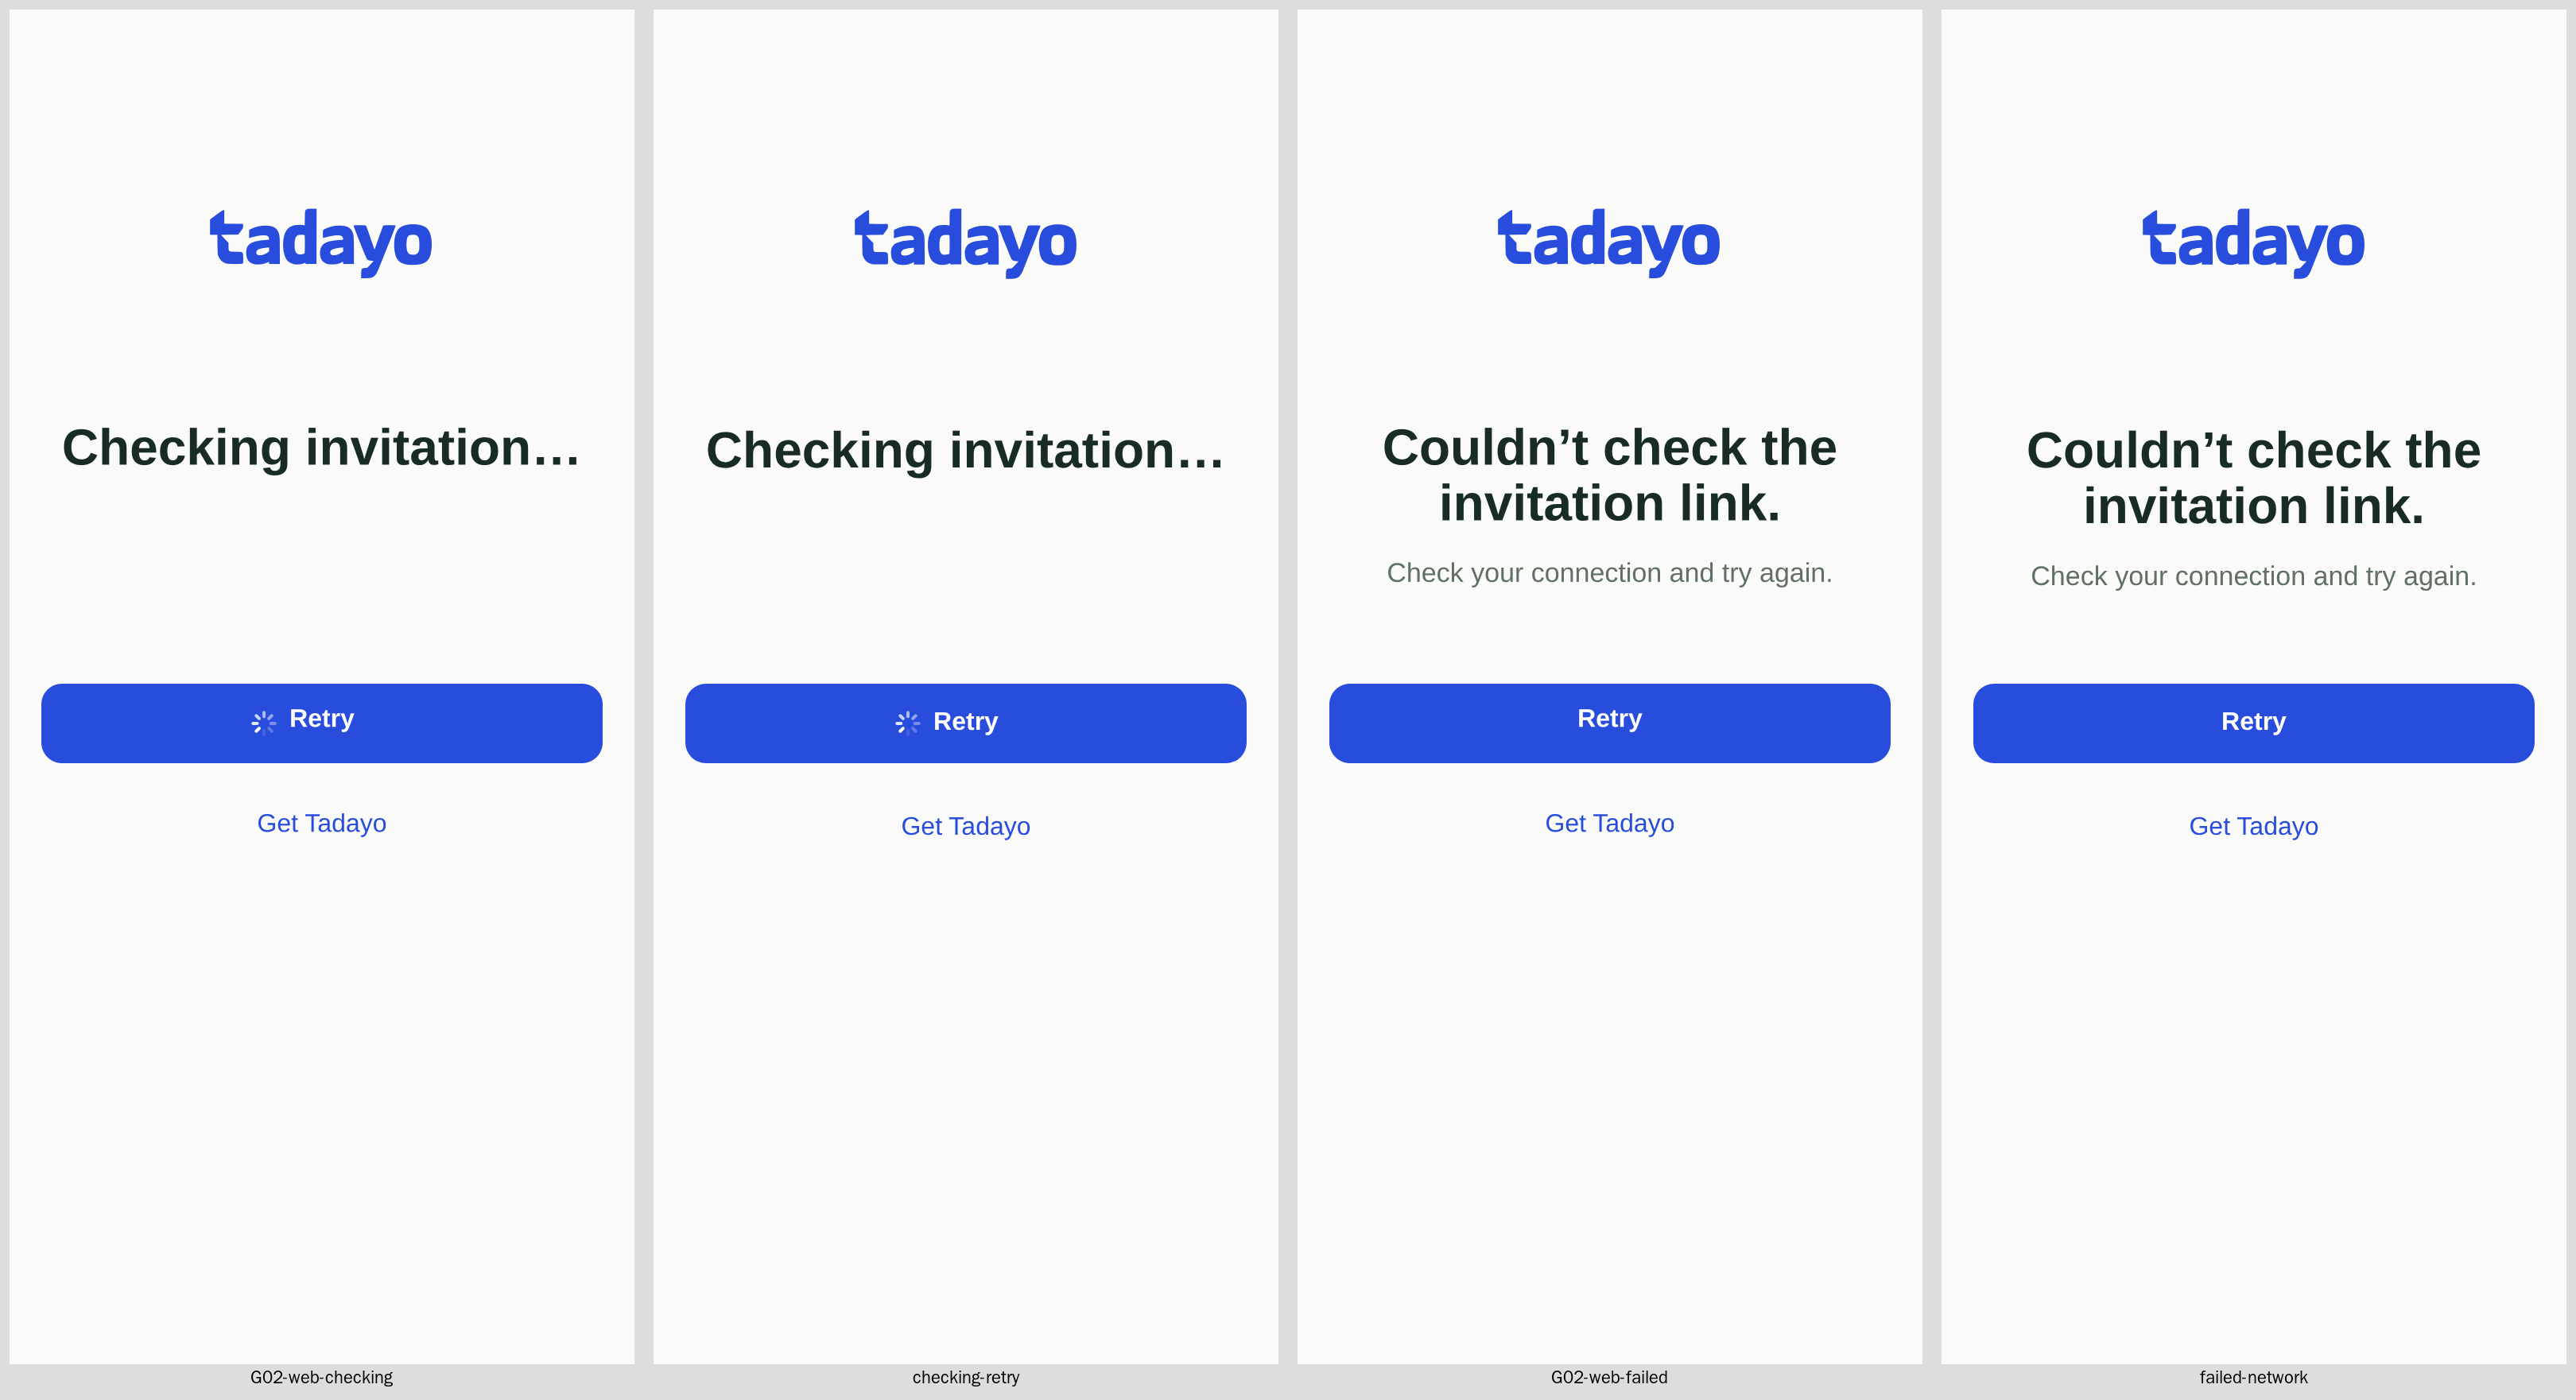 tadayo
Checking invitation…
Retry
Get Tadayo
G02-web-checking
tadayo
Checking invitation…
Retry
Get Tadayo
checking-retry
tadayo
Couldn’t check the
invitation link.
Check your connection and try again.
Retry
Get Tadayo
G02-web-failed
tadayo
Couldn’t check the
invitation link.
Check your connection and try again.
Retry
Get Tadayo
failed-network